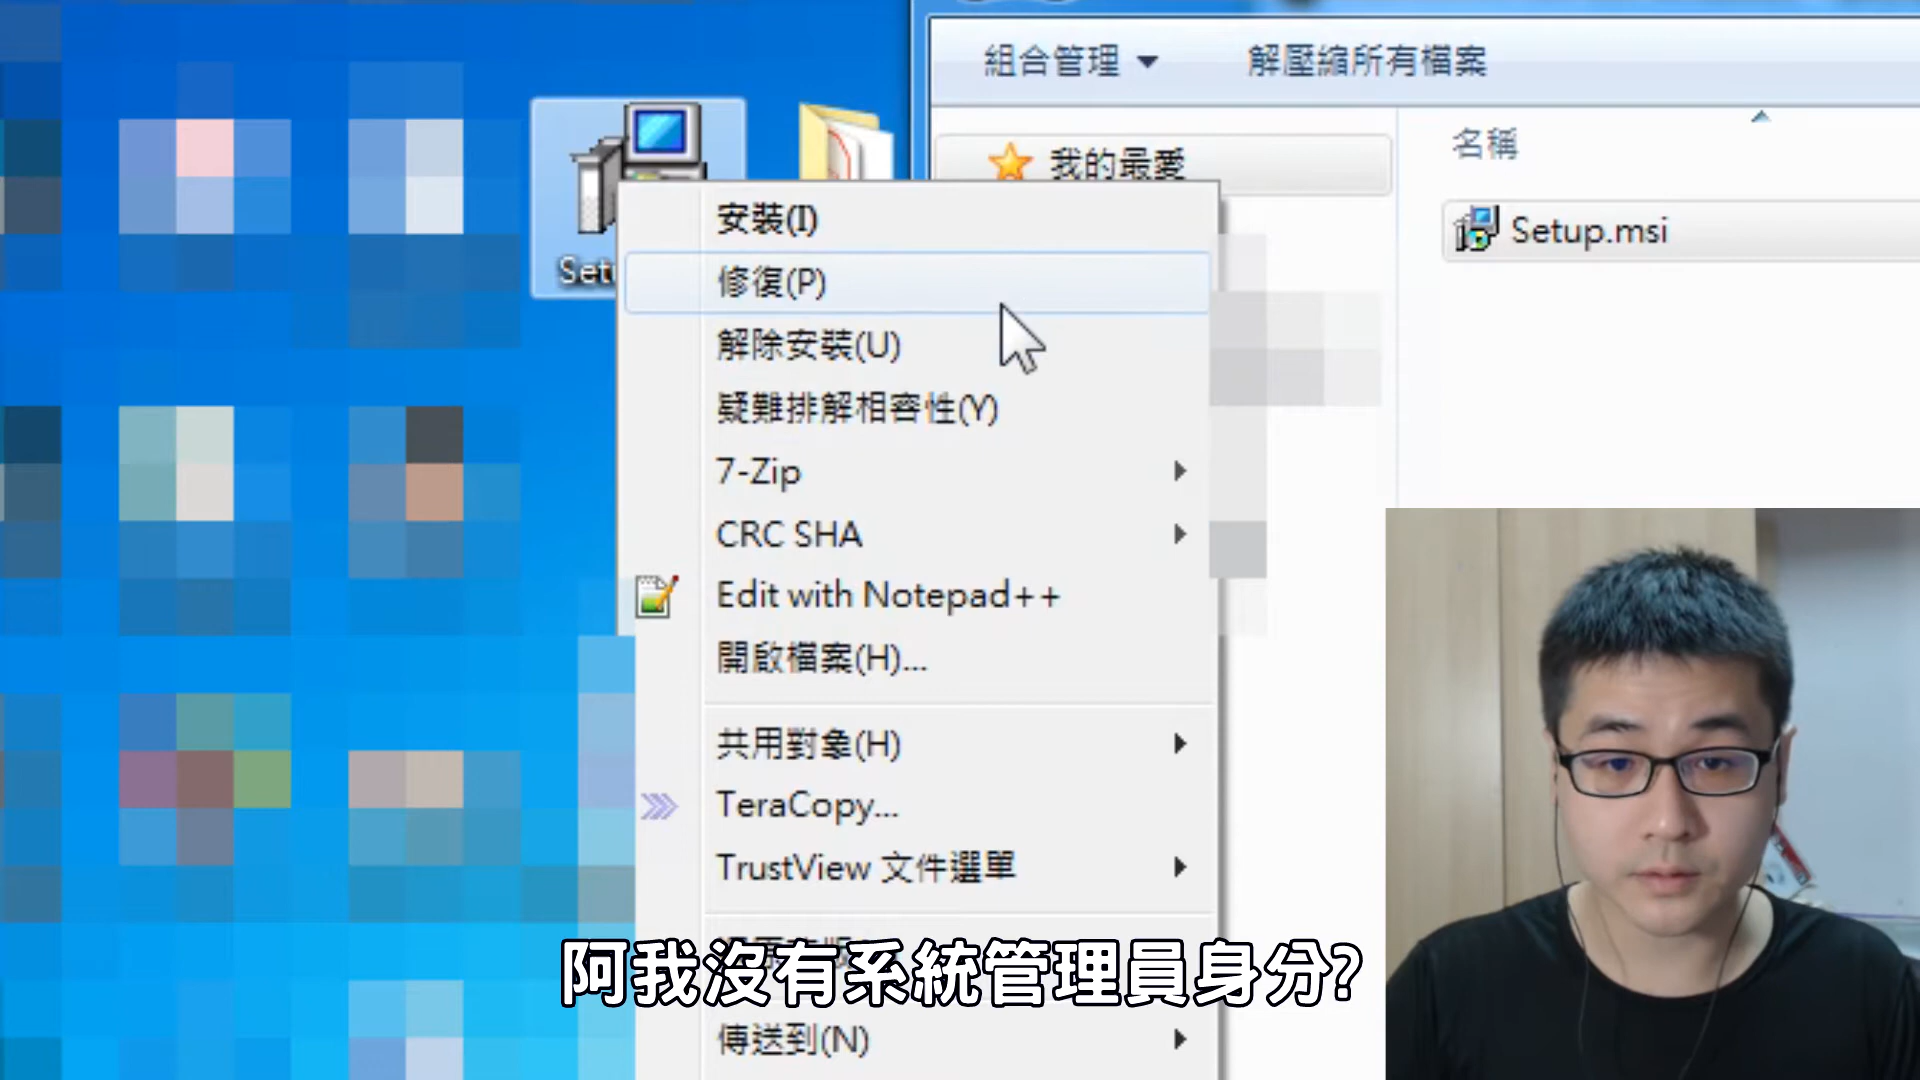 組合管理
解壓縮所有檔案
我的最愛
名稱
Setup.msi
安裝(I)
修復(P)
解除安裝(U)
疑難排解相容性(Y)
7-Zip
CRC SHA
Edit with Notepad++
開啟檔案(H)...
共用對象(H)
TeraCopy...
TrustView 文件選單
阿我沒有系統管理員身分?
傳送到(N)